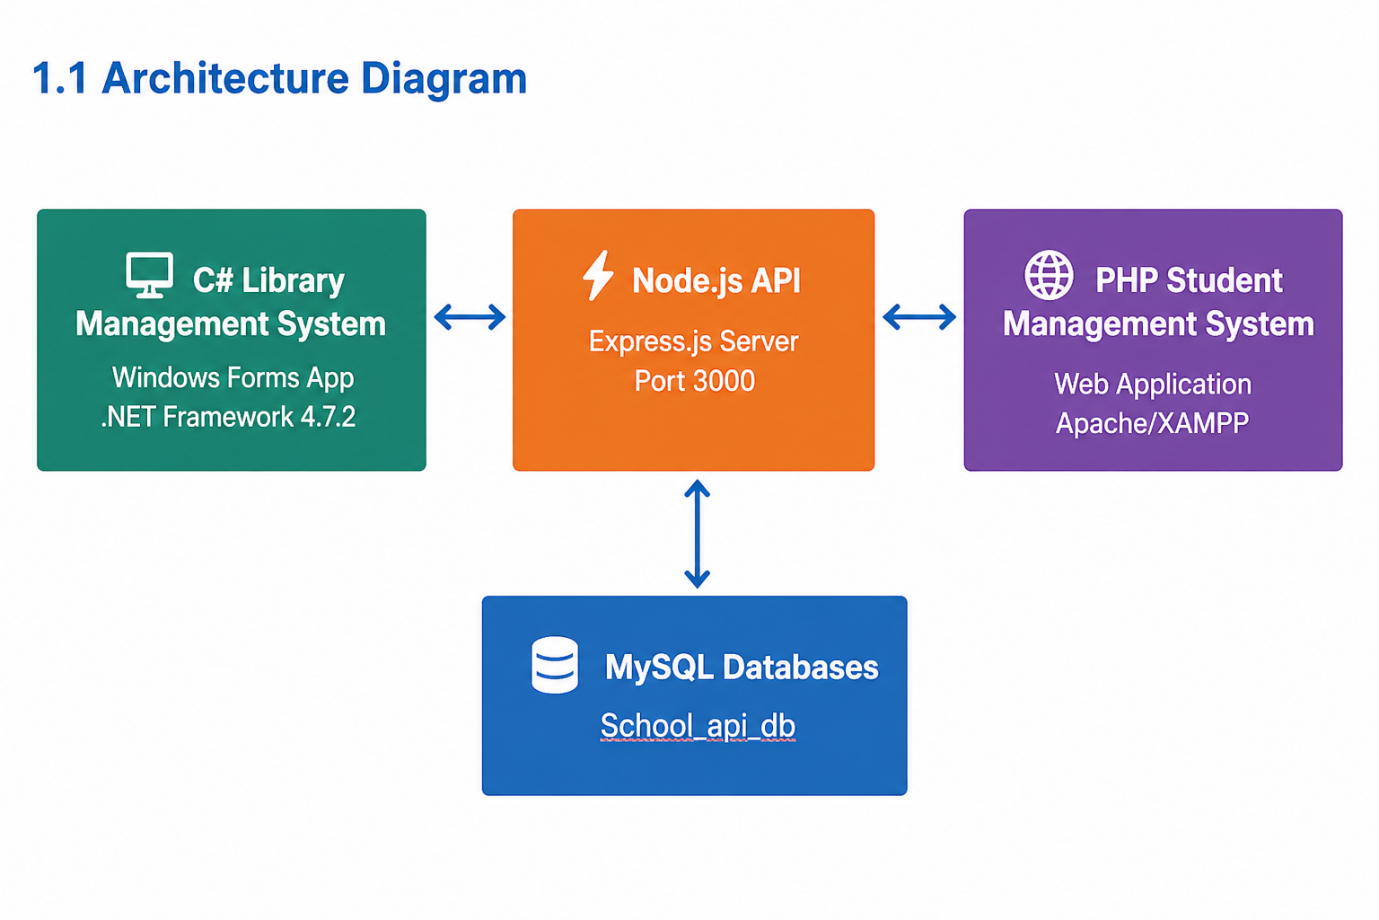 1.1 Architecture Diagram
C# Library
Management System
Windows Forms App
.NET Framework 4.7.2
Node.js API
Express.js Server
Port 3000
PHP Student
Management System
Web Application
Apache/XAMPP
MySQL Databases
School_api_db